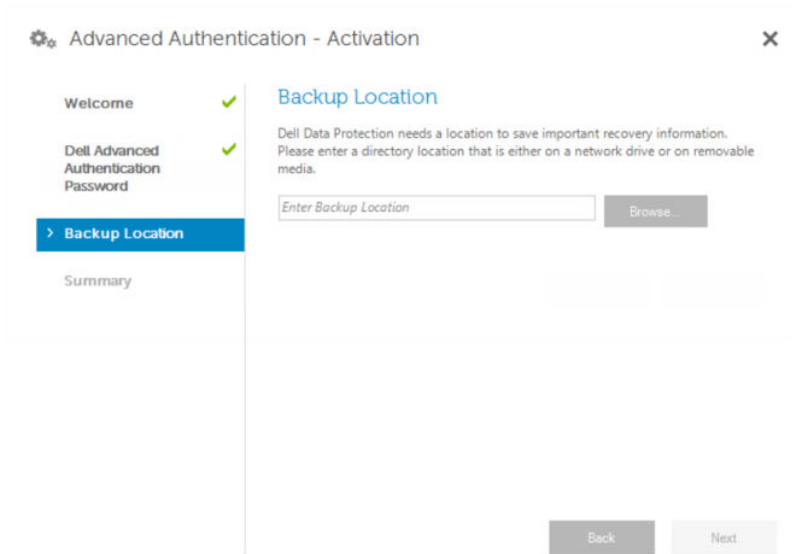 Advanced Authentication - Activation
Welcome
Dell Advanced
Authentication
Password
Backup Location
Summary
Backup Location
Dell Data Protection needs a location to save important recovery information.
Please enter a directory location that is either on a network drive or on removable
media.
Enter Backup Location
Browse...
Back
Next